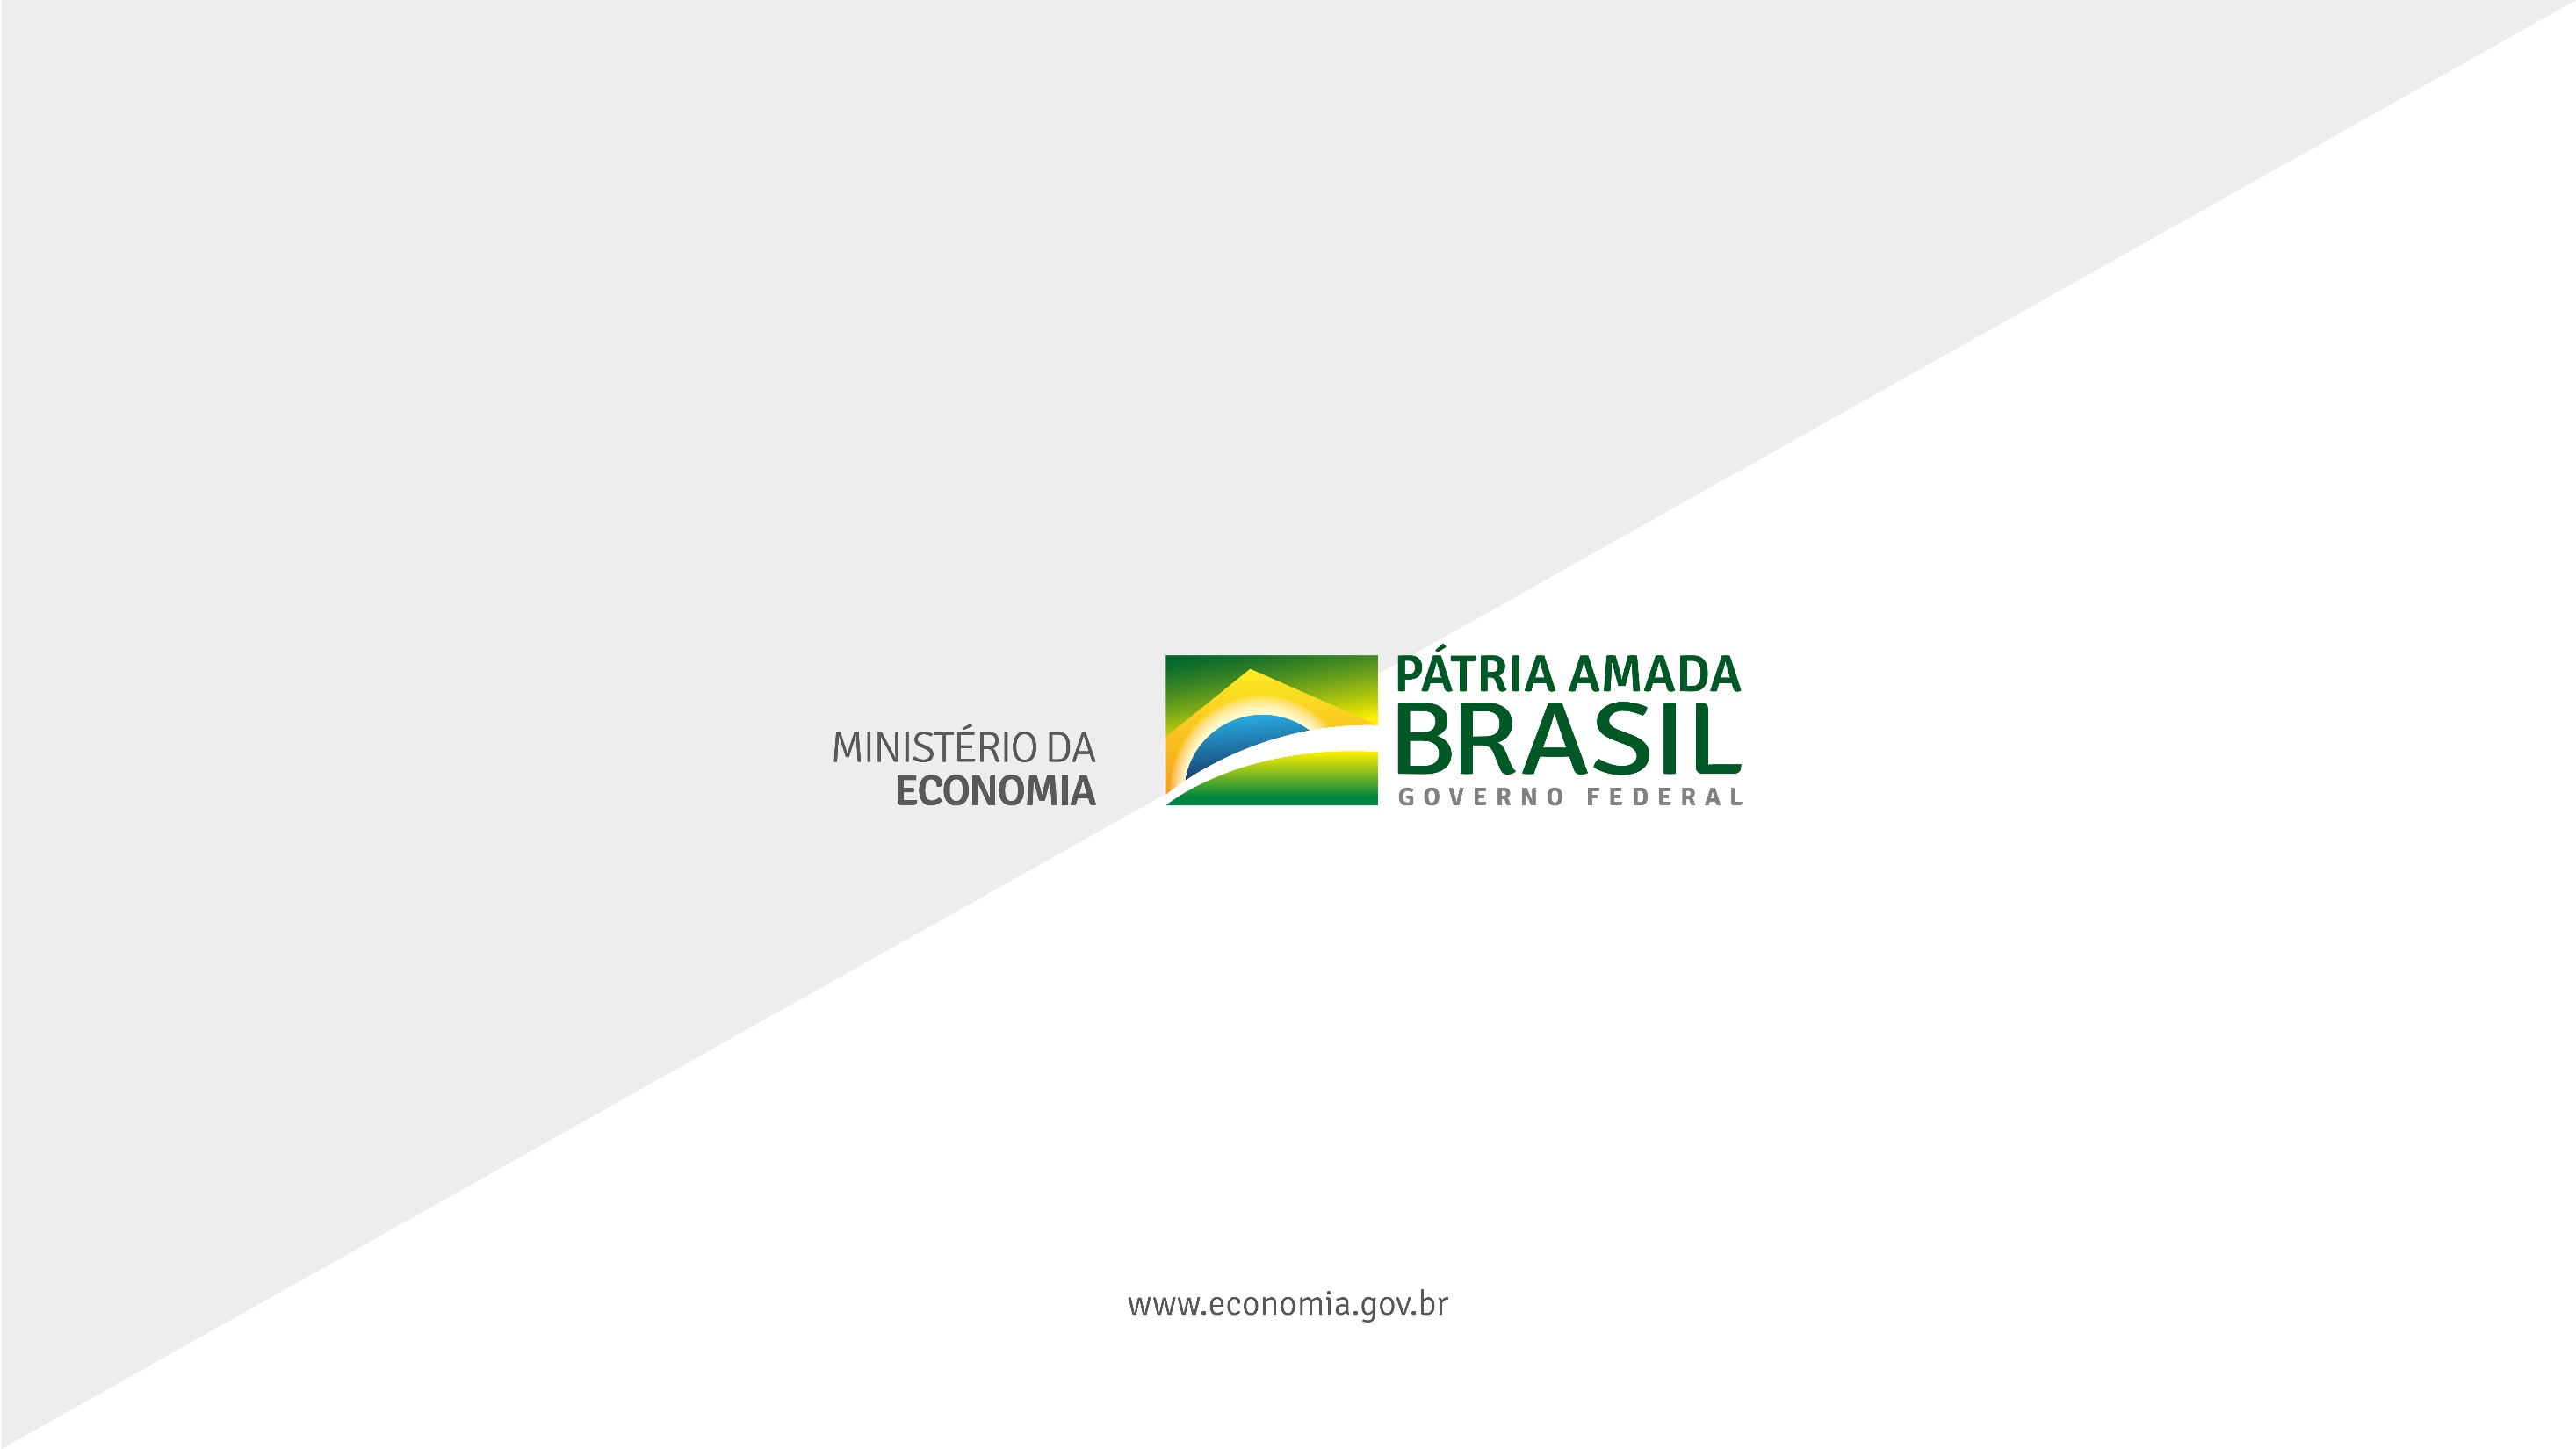 MINISTÉRIO DA
ECONOMIA
PÁTRIA AMADA
BRASIL
GOVERNO FEDERAL
www.economia.gov.br